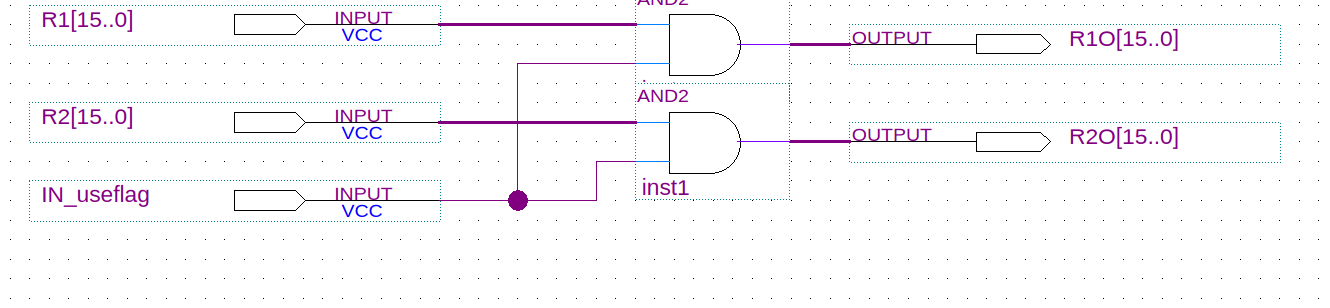 AND2
R1[15..0]
INPUT
VCC
OUTPUT
R1O[15..0]
AND2
R2[15..0]
INPUT
VCC
OUTPUT
R2O[15..0]
inst1
IN_useflag
INPUT
VCC